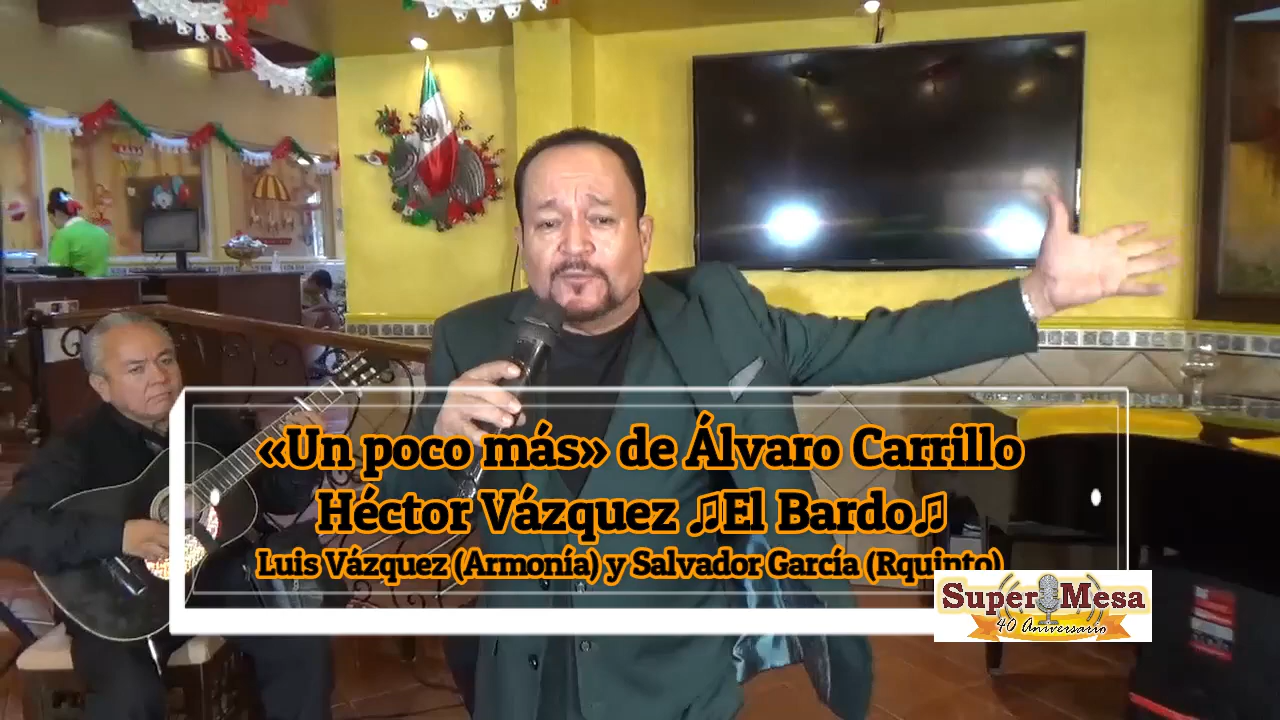 «Un poco más» de Álvaro Carrillo
Héctor Vázquez ♫El Bardo♫
Luis Vázquez (Armonía) y Salvador García (Rquinto)
Super Mesa
40 Aniversario
G